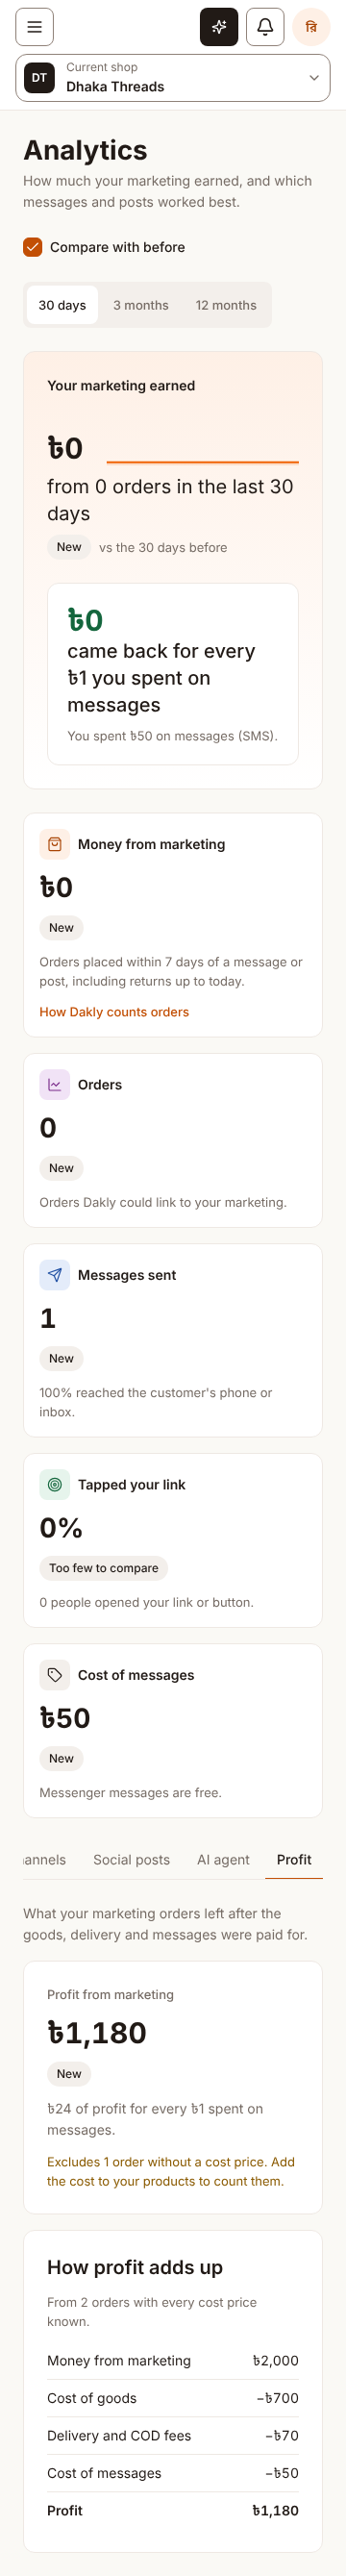 রি
DT
Current shop
Dhaka Threads
Analytics
How much your marketing earned, and which
messages and posts worked best.
Compare with before
30 days
3 months
12 months
Your marketing earned
৳0
from 0 orders in the last 30
days
New
vs the 30 days before
৳0
came back for every
৳1 you spent on
messages
You spent ৳50 on messages (SMS).
Money from marketing
৳0
New
Orders placed within 7 days of a message or
post, including returns up to today.
How Dakly counts orders
Orders
0
New
Orders Dakly could link to your marketing.
Messages sent
1
New
100% reached the customer's phone or
inbox.
Tapped your link
0%
Too few to compare
0 people opened your link or button.
Cost of messages
৳50
New
Messenger messages are free.
annels
Social posts
AI agent
Profit
What your marketing orders left after the
goods, delivery and messages were paid for.
Profit from marketing
৳1,180
New
৳24 of profit for every ৳1 spent on
messages.
Excludes 1 order without a cost price. Add
the cost to your products to count them.
How profit adds up
From 2 orders with every cost price
known.
Money from marketing ৳2,000
Cost of goods −৳700
Delivery and COD fees −৳70
Cost of messages −৳50
Profit ৳1,180